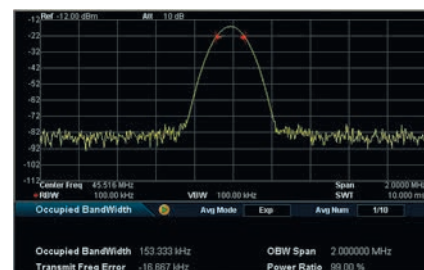 Ref -12.00 dBm Att 10 dB
-12
-22
-32
-42
-52
-62
-72
-82
-92
-102
-112
Center Freq 45.516 MHz Span 2.0000 MHz
RBW 100.00 kHz VBW 100.00 kHz SWT 10.000 ms
Occupied BandWidth Avg Mode Exp Avg Num 1/10
Occupied BandWidth 153.333 kHz OBW Span 2.000000 MHz
Transmit Freq Error -16.667 kHz Power Ratio 99.00 %